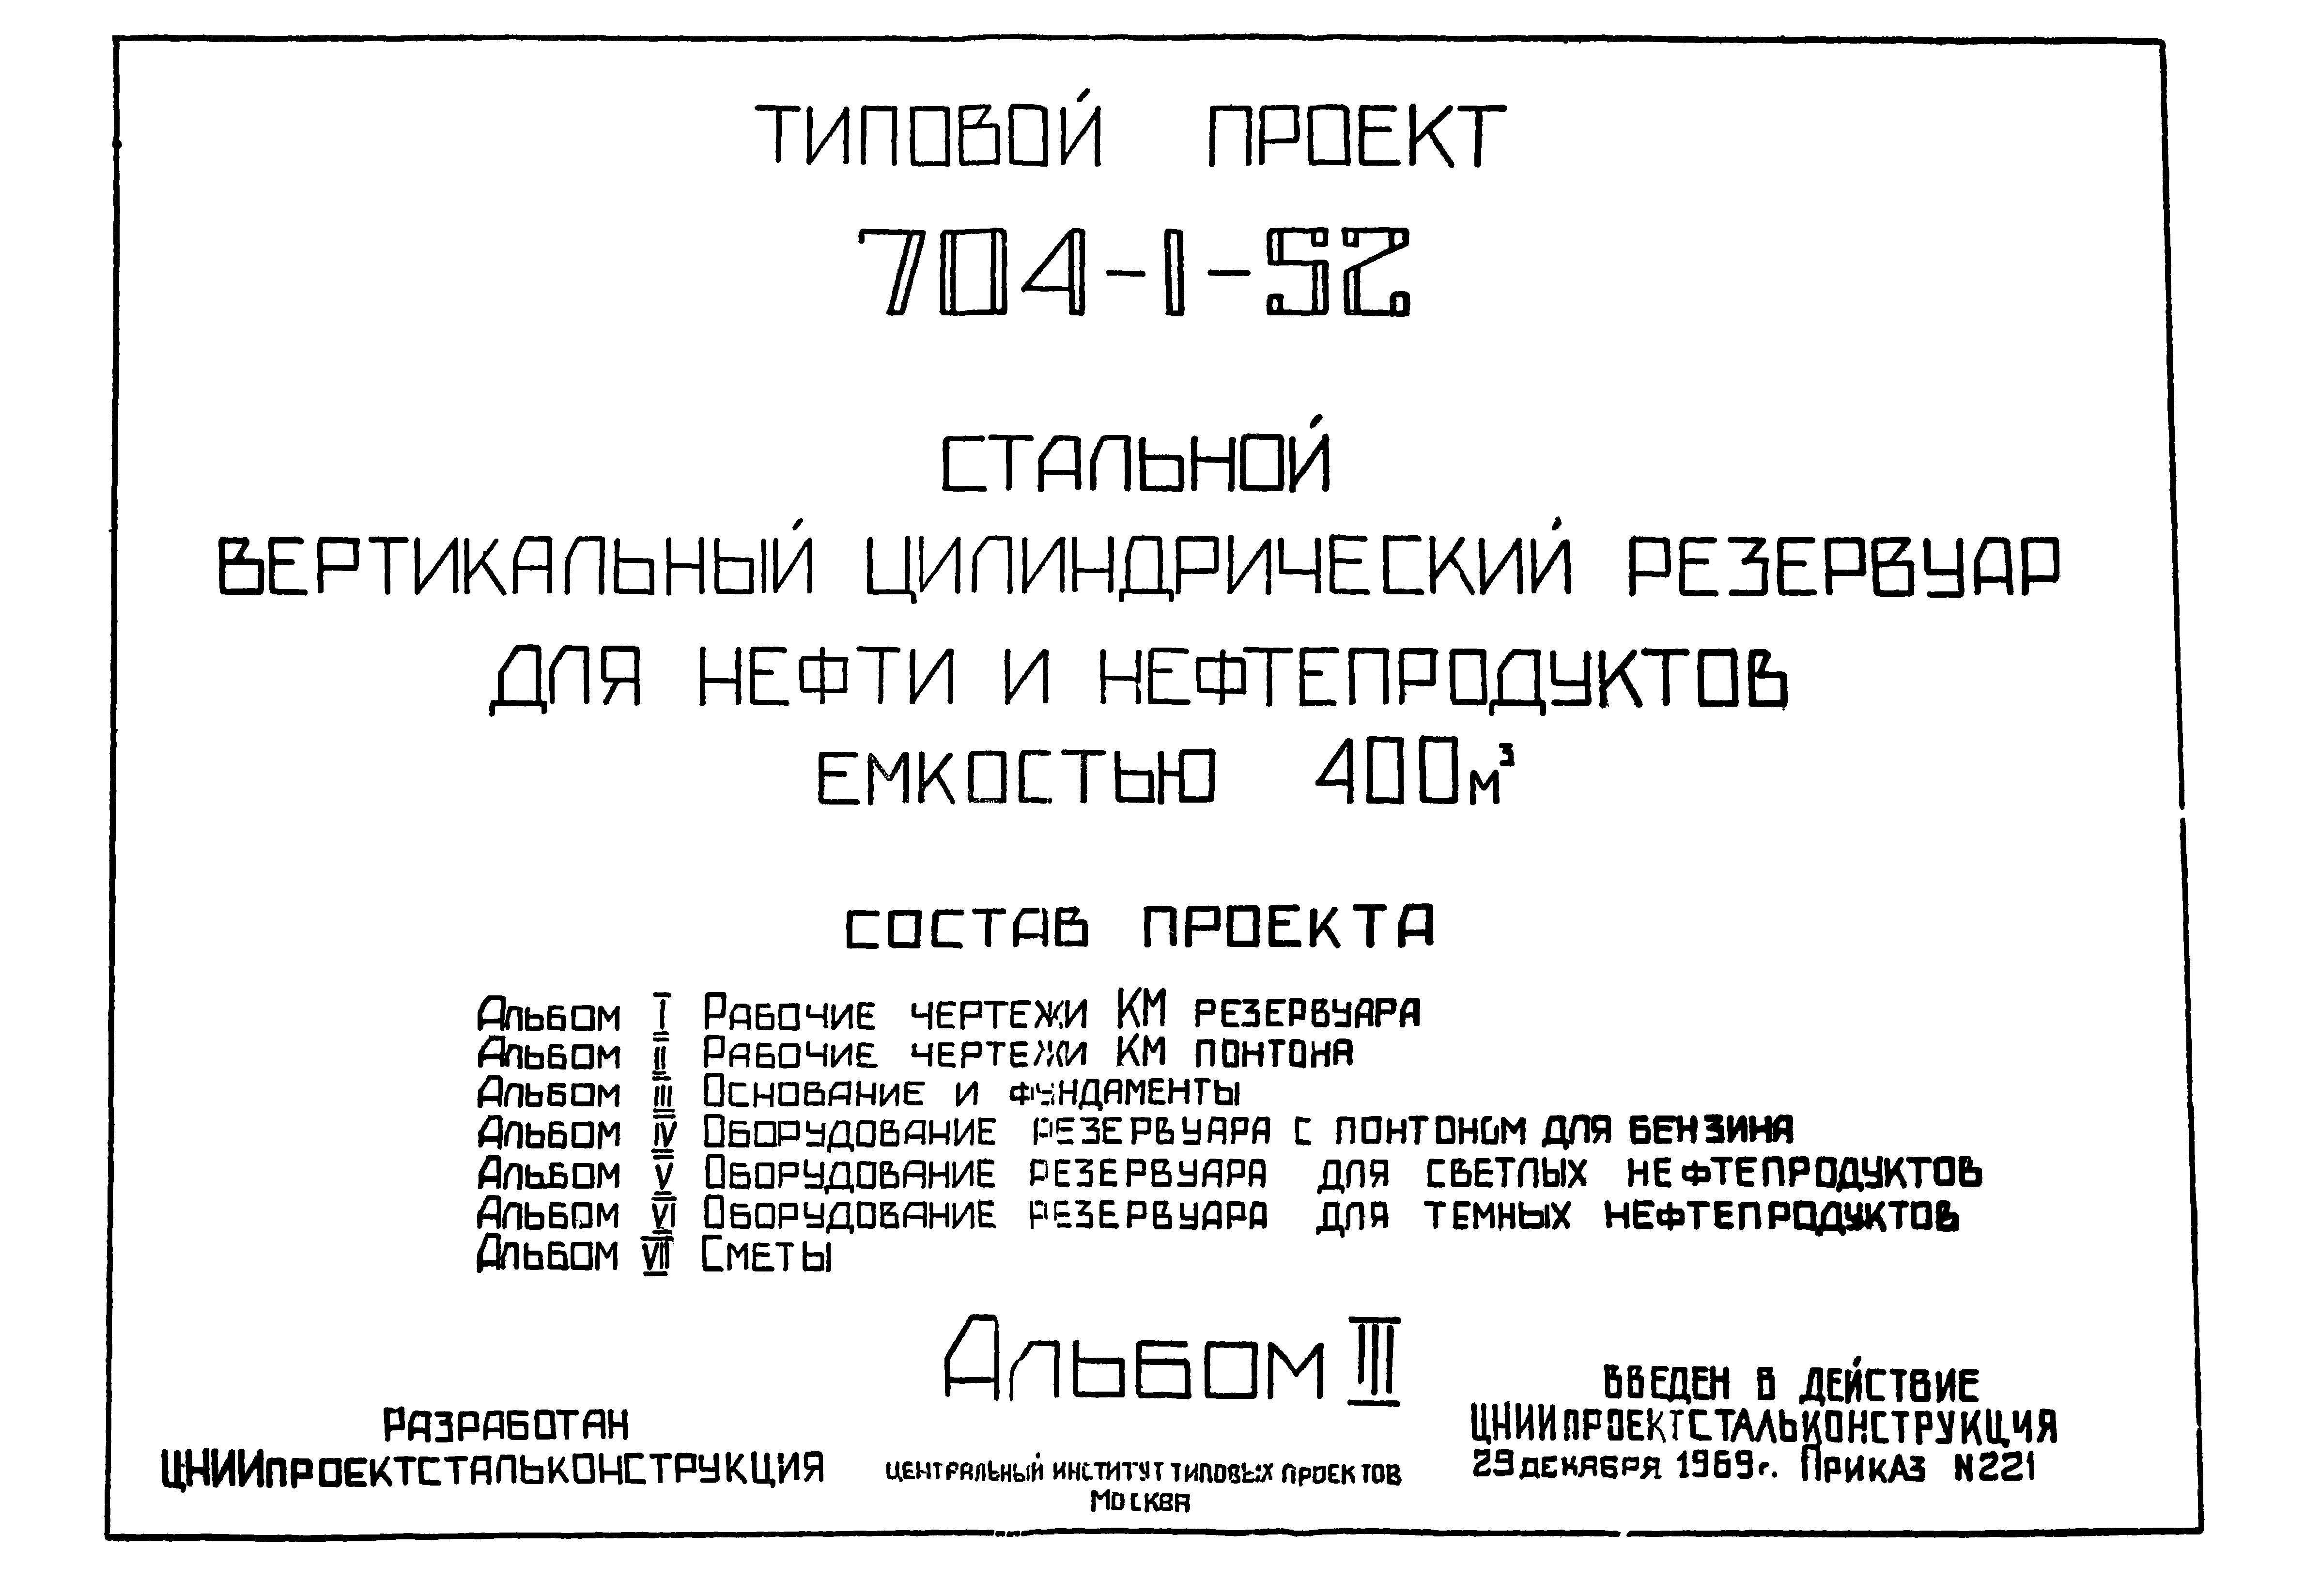 ТИПОВОЙ ПРОЕКТ
704-1-52
СТАЛЬНОЙ
ВЕРТИКАЛЬНЫЙ ЦИЛИНДРИЧЕСКИЙ РЕЗЕРВУАР
ДЛЯ НЕФТИ И НЕФТЕПРОДУКТОВ
ЕМКОСТЬЮ 400м³
СОСТАВ ПРОЕКТА
Альбом I Рабочие чертежи КМ резервуара
Альбом II Рабочие чертежи КМ понтона
Альбом III Основание и фундаменты
Альбом IV Оборудование резервуара с понтоном для бензина
Альбом V Оборудование резервуара для светлых нефтепродуктов
Альбом VI Оборудование резервуара для темных нефтепродуктов
Альбом VII Сметы
Альбом III
Разработан
ЦНИИпроектстальконструкция
Центральный институт типовых проектов
Москва
Введен в действие
ЦНИИпроектстальконструкция
29 декабря 1969г. Приказ N221